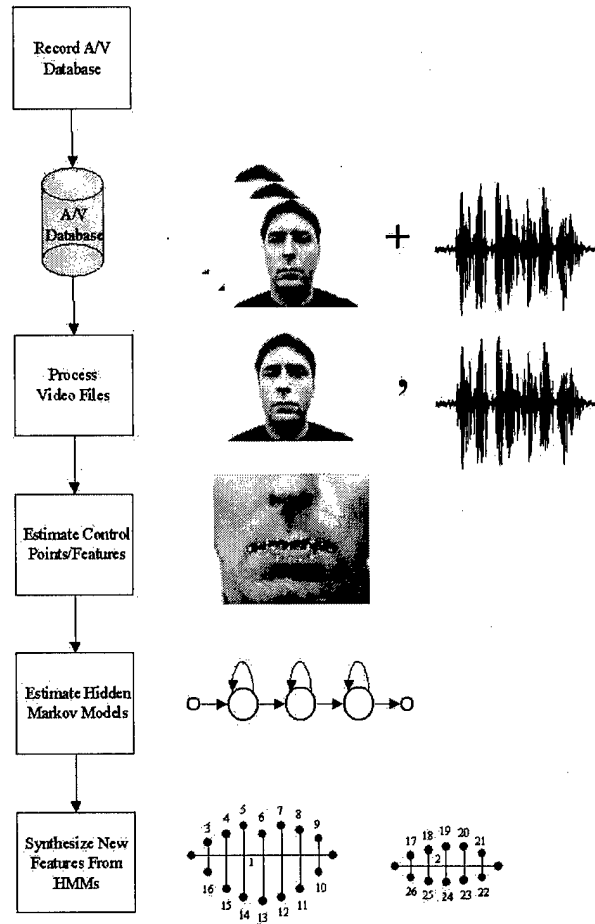 Record A/V
Database
A/V
Database
+
Process
Video Files
,
Estimate Control
Points/Features
Estimate Hidden
Markov Models
Synthesize New
Features From
HMMs
3 4 5 6 7 8 9
1
16 15 14 13 12 11 10
17 18 19 20 21
2
26 25 24 23 22